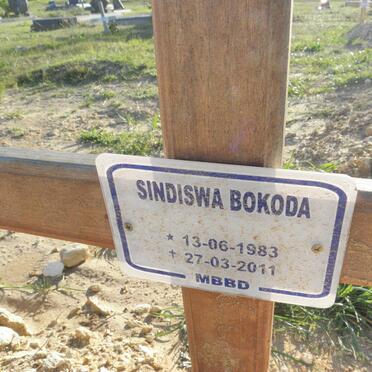 SINDISWA BOKODA
* 13-06-1983
† 27-03-2011
MBBD